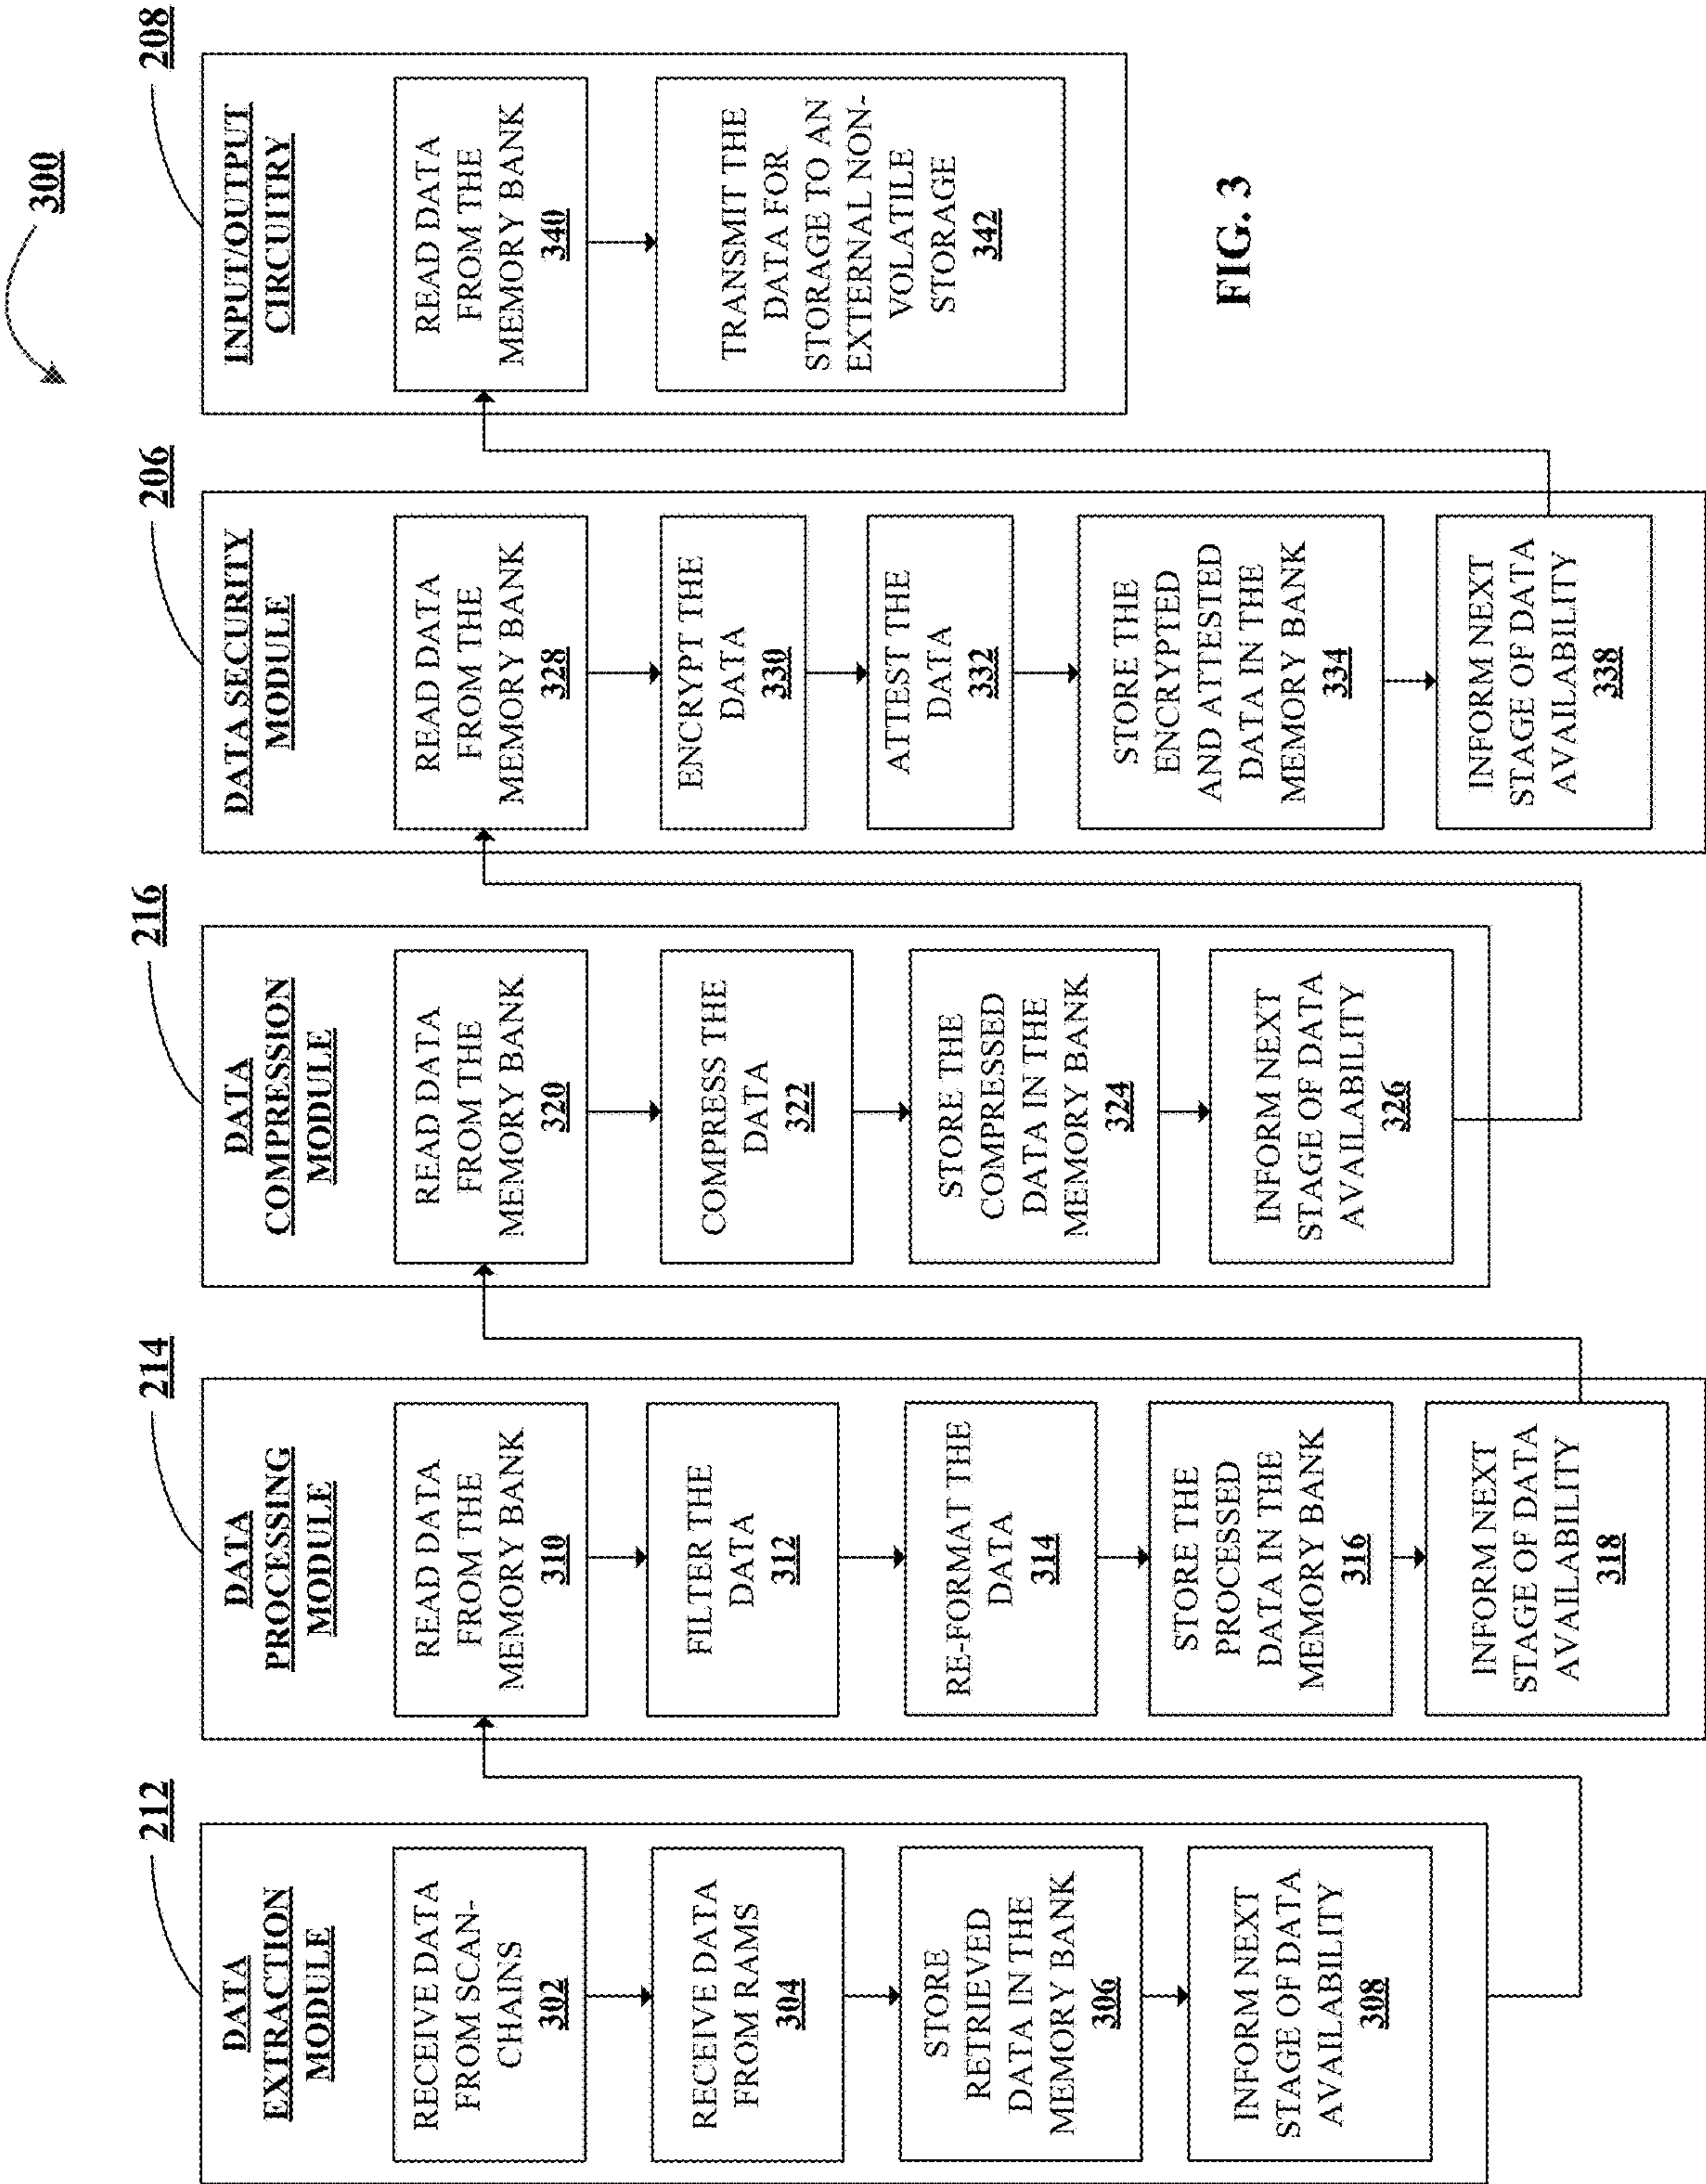 300
212
DATA
EXTRACTION
MODULE
RECEIVE DATA
FROM SCAN-
CHAINS
302
RECEIVE DATA
FROM RAMS
304
STORE
RETRIEVED
DATA IN THE
MEMORY BANK
306
INFORM NEXT
STAGE OF DATA
AVAILABILITY
308
214
DATA
PROCESSING
MODULE
READ DATA
FROM THE
MEMORY BANK
310
FILTER THE
DATA
312
RE-FORMAT THE
DATA
314
STORE THE
PROCESSED
DATA IN THE
MEMORY BANK
316
INFORM NEXT
STAGE OF DATA
AVAILABILITY
318
216
DATA
COMPRESSION
MODULE
READ DATA
FROM THE
MEMORY BANK
320
COMPRESS THE
DATA
322
STORE THE
COMPRESSED
DATA IN THE
MEMORY BANK
324
INFORM NEXT
STAGE OF DATA
AVAILABILITY
326
206
DATA SECURITY
MODULE
READ DATA
FROM THE
MEMORY BANK
328
ENCRYPT THE
DATA
330
ATTEST THE
DATA
332
STORE THE
ENCRYPTED
AND ATTESTED
DATA IN THE
MEMORY BANK
334
INFORM NEXT
STAGE OF DATA
AVAILABILITY
338
208
INPUT/OUTPUT
CIRCUITRY
READ DATA
FROM THE
MEMORY BANK
340
TRANSMIT THE
DATA FOR
STORAGE TO AN
EXTERNAL NON-
VOLATILE
STORAGE
342
FIG. 3